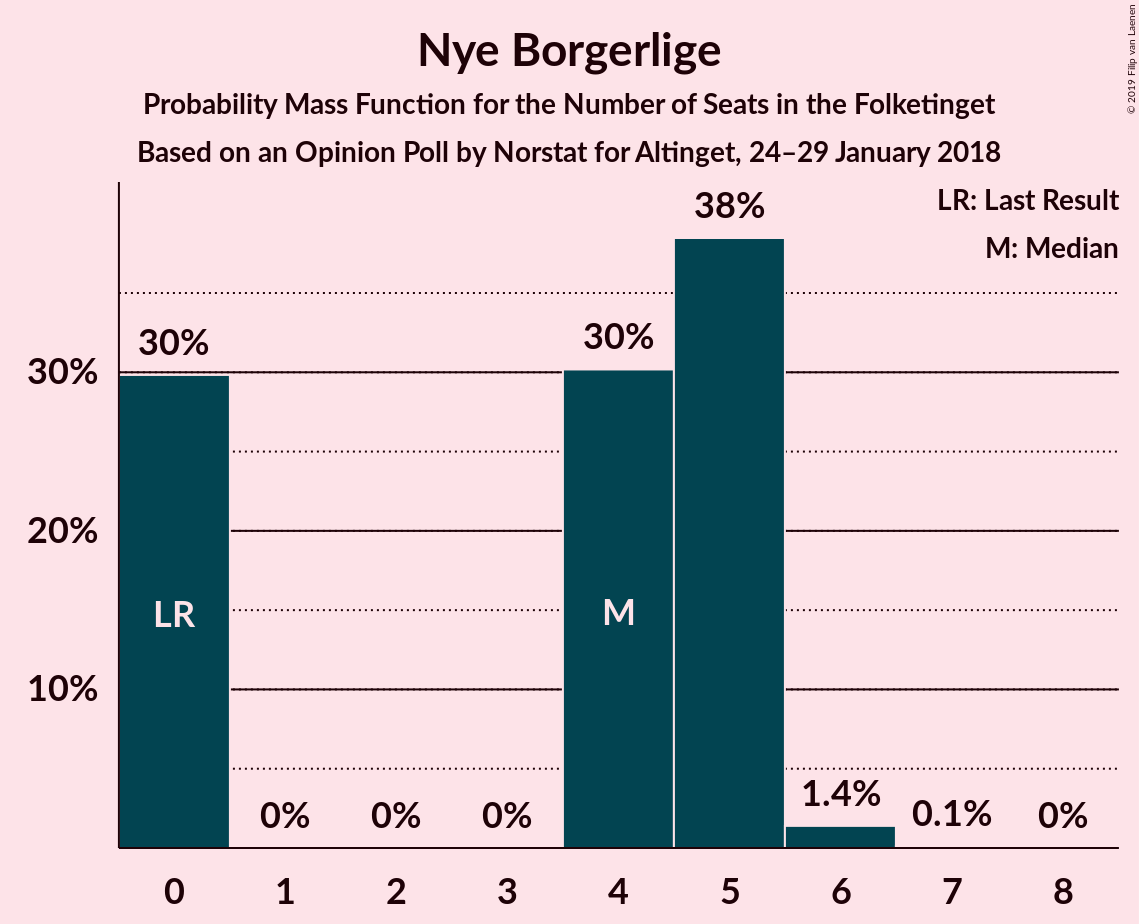 Nye Borgerlige
Probability Mass Function for the Number of Seats in the Folketinget
Based on an Opinion Poll by Norstat for Altinget, 24–29 January 2018
© 2019 Filip van Laenen
LR: Last Result
M: Median
38%
30%
30%
30%
20%
LR
M
10%
0%
0%
0%
1.4%
0.1%
0%
0 1 2 3 4 5 6 7 8